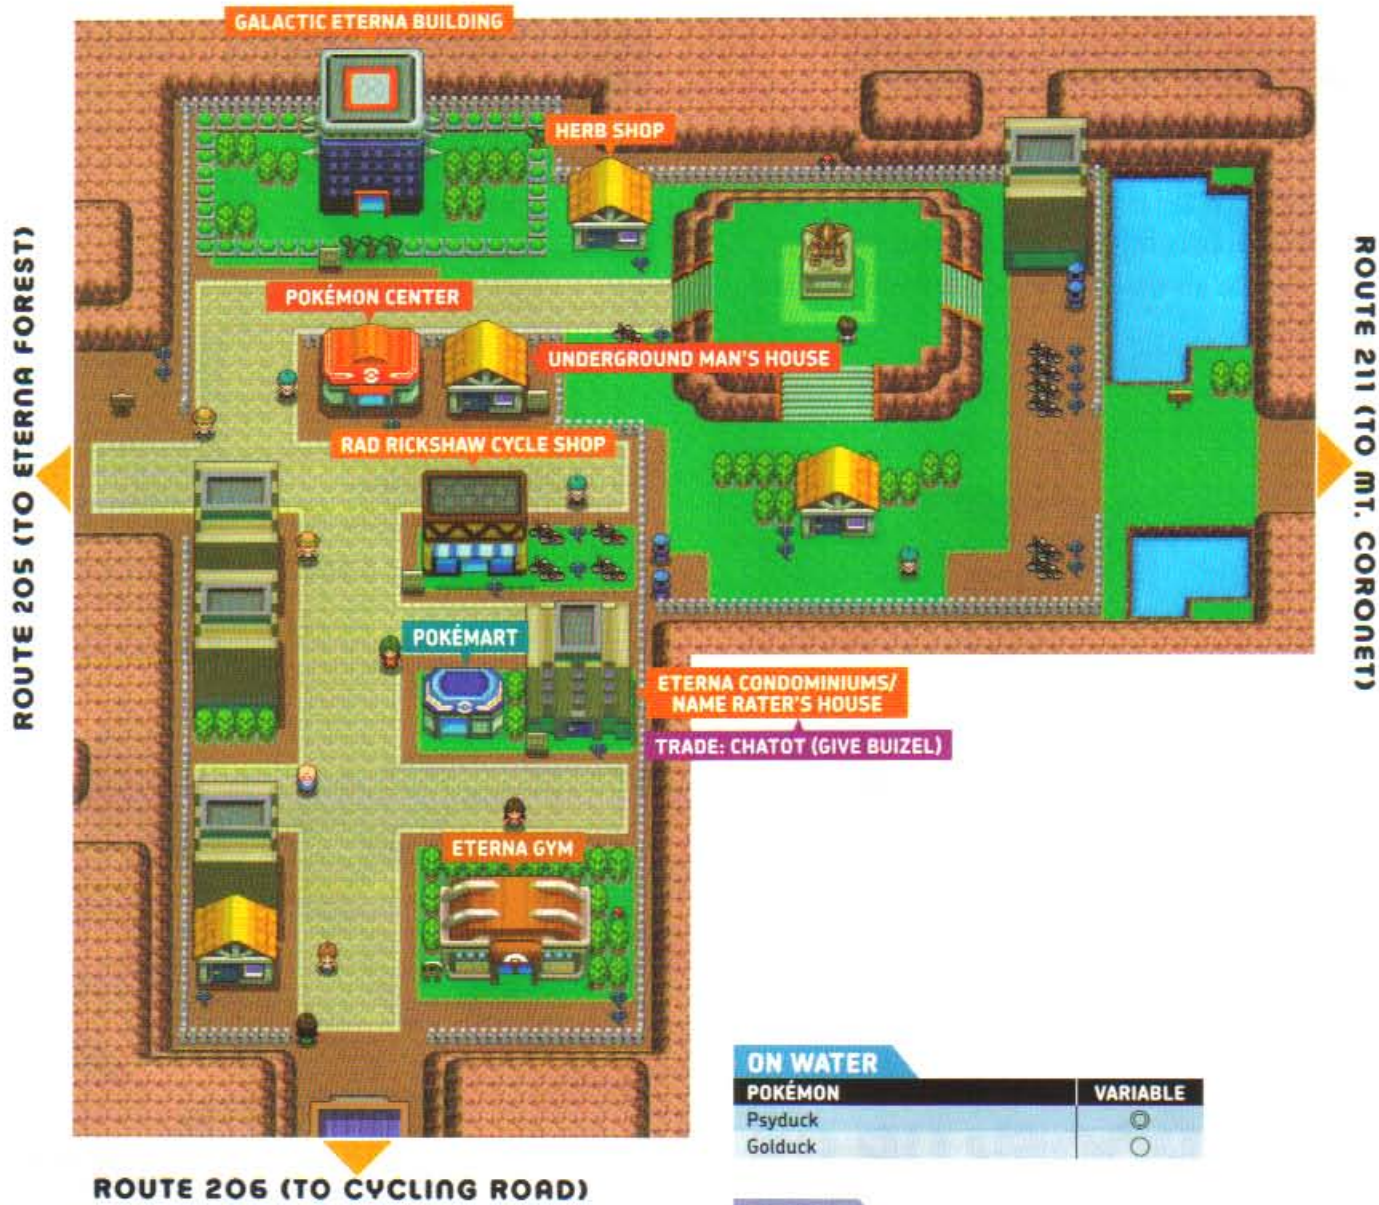 GALACTIC ETERNA BUILDING
HERB SHOP
POKÉMON CENTER
UNDERGROUND MAN'S HOUSE
RAD RICKSHAW CYCLE SHOP
POKÉMART
ETERNA CONDOMINIUMS/
NAME RATER'S HOUSE
TRADE: CHATOT (GIVE BUIZEL)
ETERNA GYM
ROUTE 205 (TO ETERNA FOREST)
ROUTE 211 (TO MT. CORONET)
ROUTE 206 (TO CYCLING ROAD)
ON WATER
POKÉMON VARIABLE
Psyduck ◎
Golduck ○